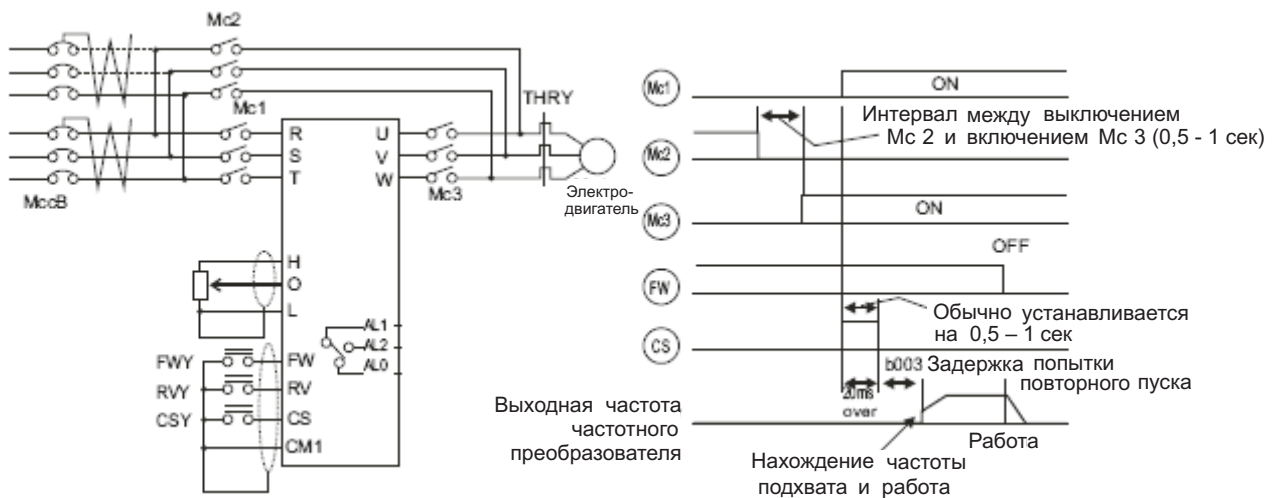 Mc2
Mc1
THRY
R
S
T
U
V
W
MccB
Mc3
Электро-
двигатель
H
O
L
AL1
AL2
AL0
FWY
FW
RVY
RV
CSY
CS
CM1
Mc1
ON
Интервал между выключением
Мс 2 и включением Мс 3 (0,5 - 1 сек)
Mc2
Mc3
ON
OFF
FW
Обычно устанавливается
на 0,5 – 1 сек
CS
b003 Задержка попытки
повторного пуска
20ms
over
Выходная частота
частотного
преобразователя
Работа
Нахождение частоты
подхвата и работа